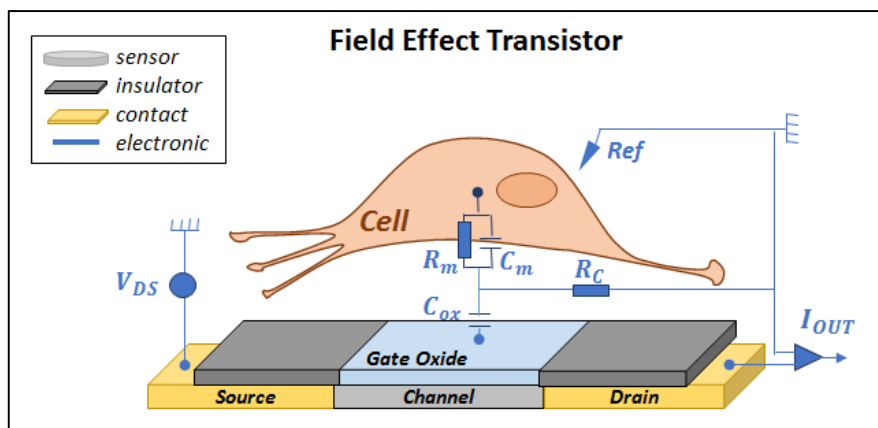 Field Effect Transistor
sensor
insulator
contact
electronic
Ref
Cell
R_m
C_m
V_DS
R_C
C_ox
I_OUT
Gate Oxide
Source
Channel
Drain